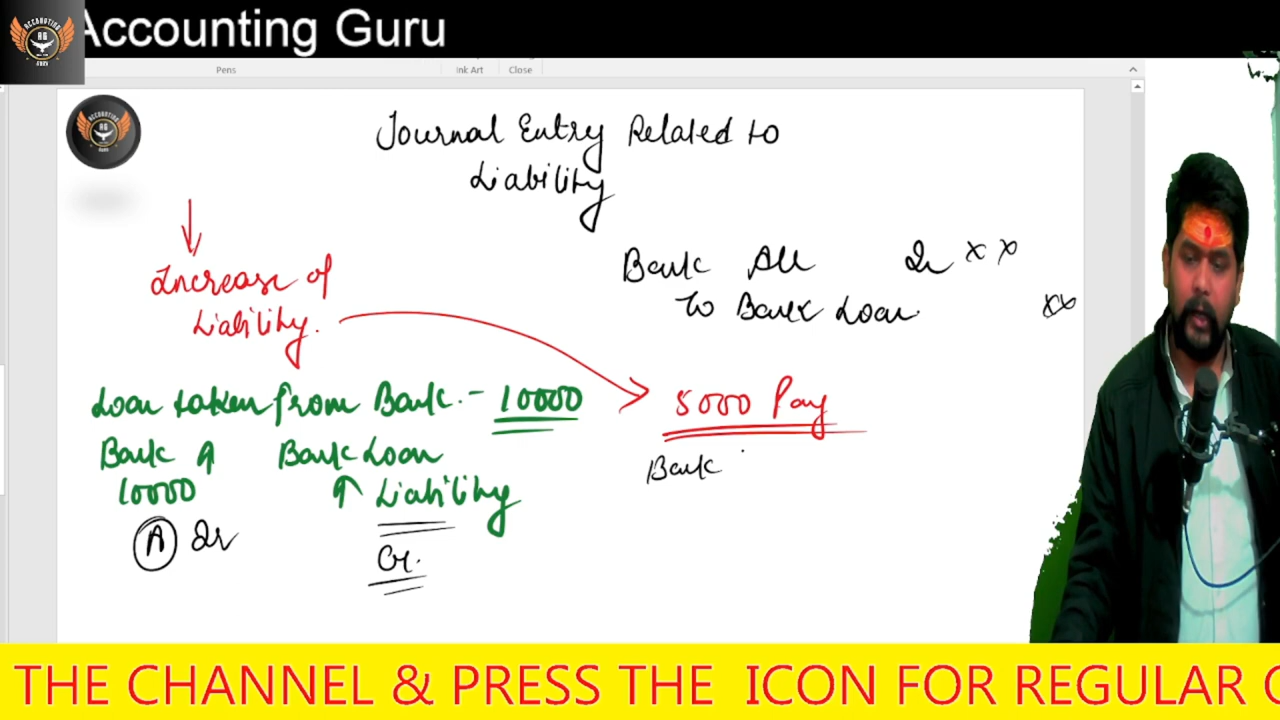 Accounting Guru
Pens
Ink Art
Close
Journal Entry Related to
Liability
Increase of
Liability.
Bank A/c Dr xx
To Bank Loan. xx
Loan taken from Bank. - 10000
5000 Pay
Bank
Bank Loan
10000
Liability
Bank
A Dr
Cr.
THE CHANNEL & PRESS THE ICON FOR REGULAR